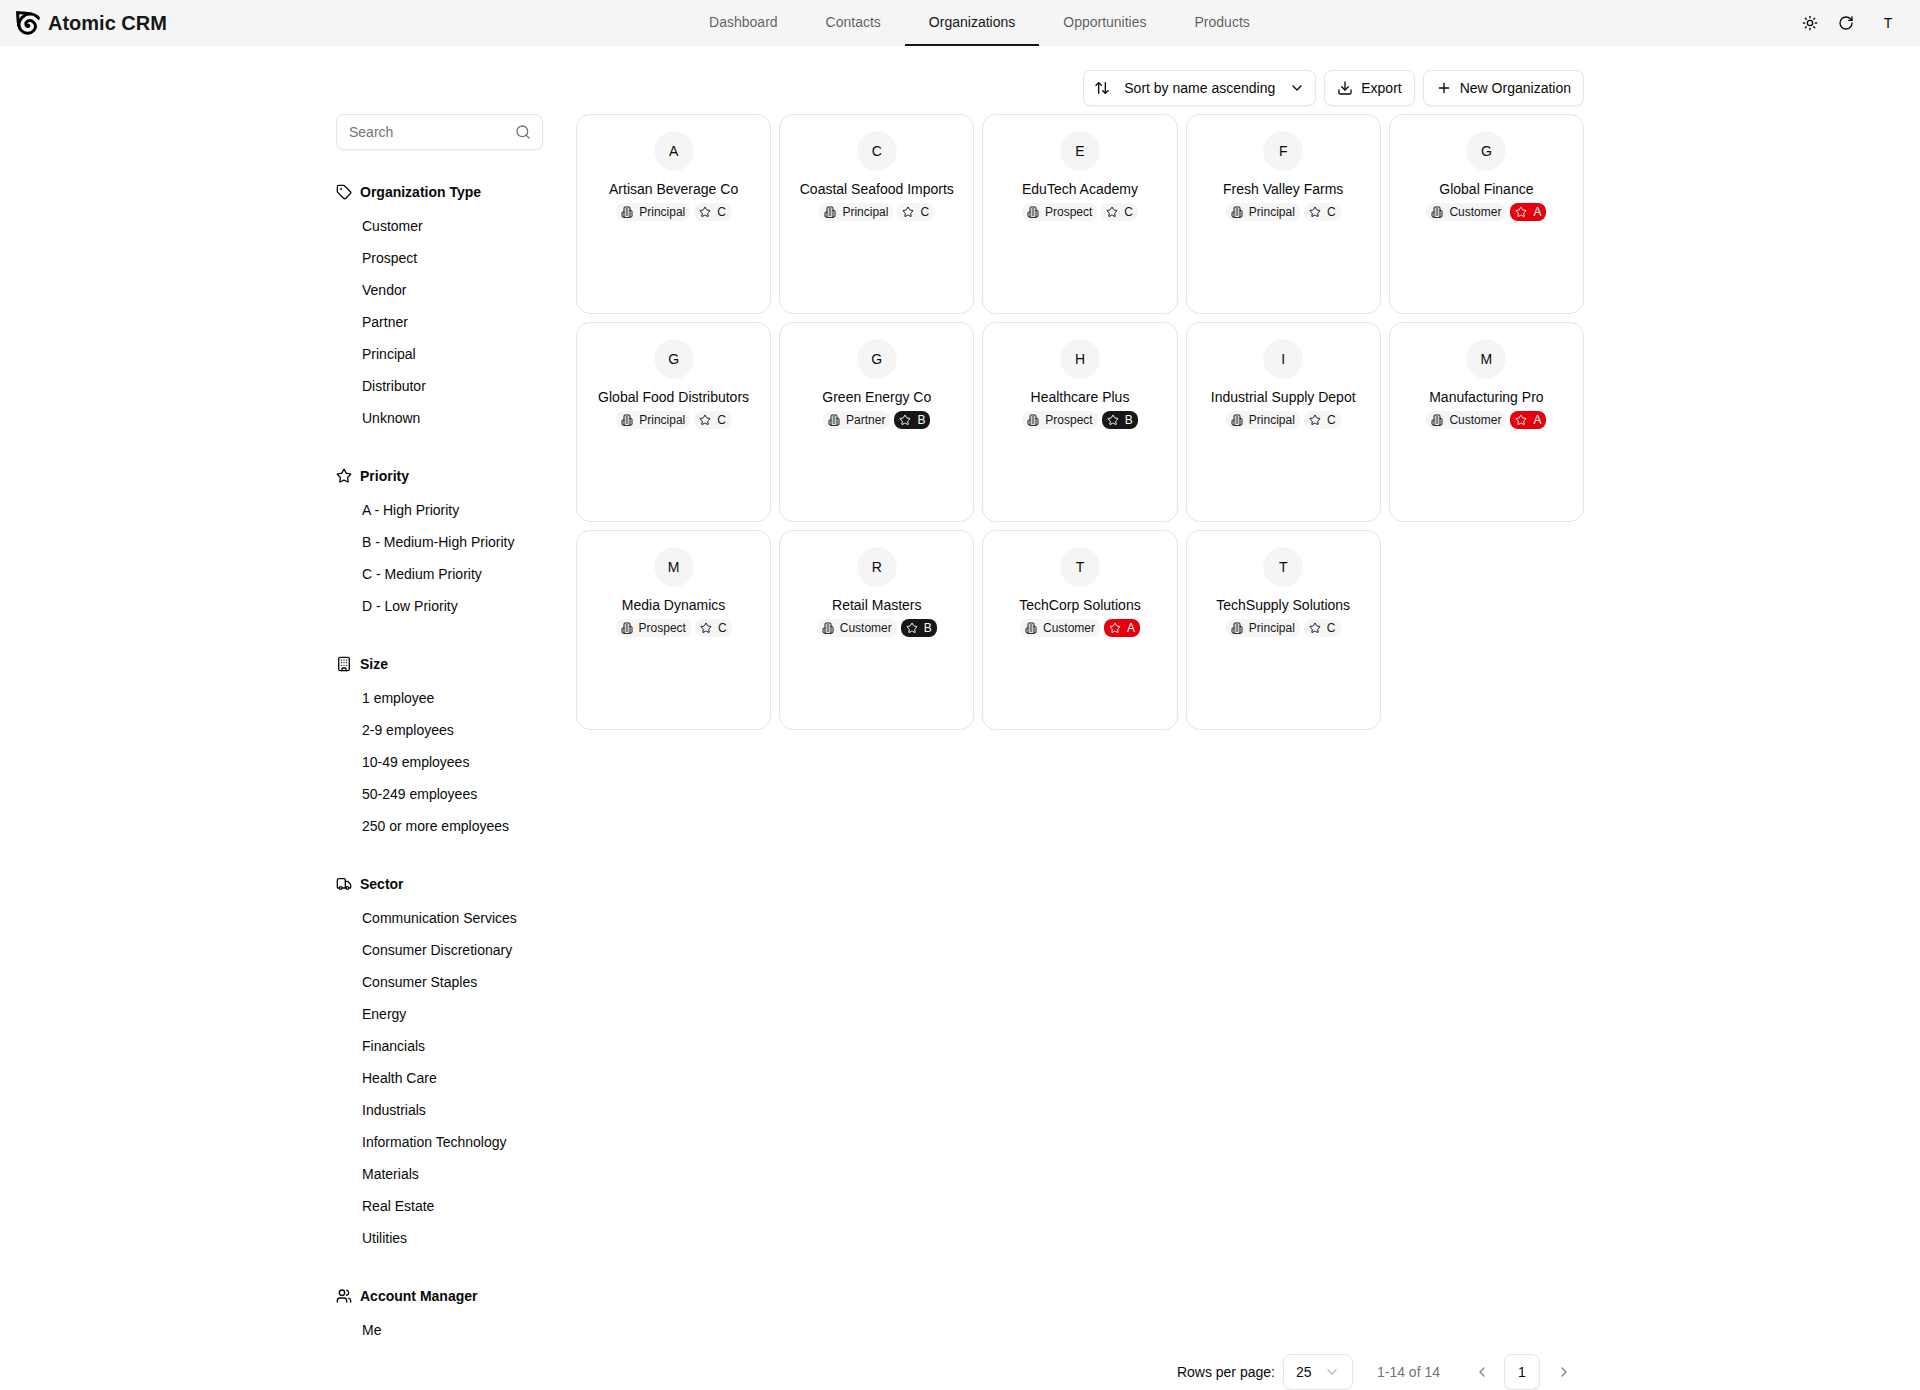 Atomic CRM
Dashboard Contacts Organizations Opportunities Products
T
Sort by name ascending Export New Organization
Search
Organization Type
Customer
Prospect
Vendor
Partner
Principal
Distributor
Unknown
Priority
A - High Priority
B - Medium-High Priority
C - Medium Priority
D - Low Priority
Size
1 employee
2-9 employees
10-49 employees
50-249 employees
250 or more employees
Sector
Communication Services
Consumer Discretionary
Consumer Staples
Energy
Financials
Health Care
Industrials
Information Technology
Materials
Real Estate
Utilities
Account Manager
Me
A
Artisan Beverage Co
Principal C
C
Coastal Seafood Imports
Principal C
E
EduTech Academy
Prospect C
F
Fresh Valley Farms
Principal C
G
Global Finance
Customer A
G
Global Food Distributors
Principal C
G
Green Energy Co
Partner B
H
Healthcare Plus
Prospect B
I
Industrial Supply Depot
Principal C
M
Manufacturing Pro
Customer A
M
Media Dynamics
Prospect C
R
Retail Masters
Customer B
T
TechCorp Solutions
Customer A
T
TechSupply Solutions
Principal C
Rows per page: 25 1-14 of 14 1